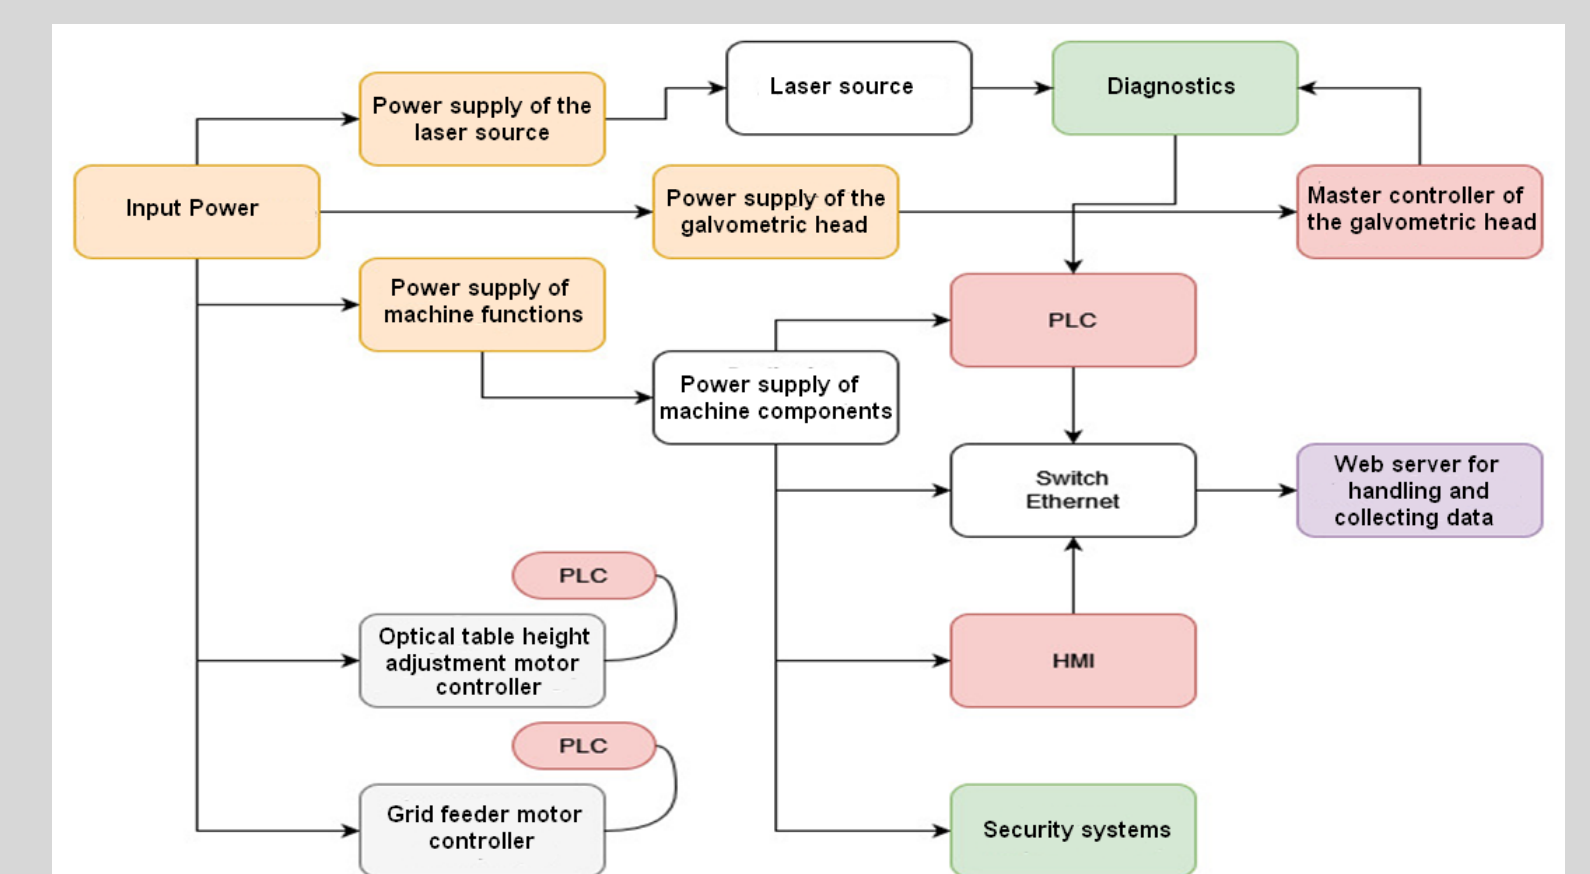 Laser source
Diagnostics
Power supply of the
laser source
Input Power
Power supply of the
galvometric head
Master controller of
the galvometric head
Power supply of
machine functions
PLC
Power supply of
machine components
Switch
Ethernet
Web server for
handling and
collecting data
PLC
Optical table height
adjustment motor
controller
HMI
PLC
Grid feeder motor
controller
Security systems